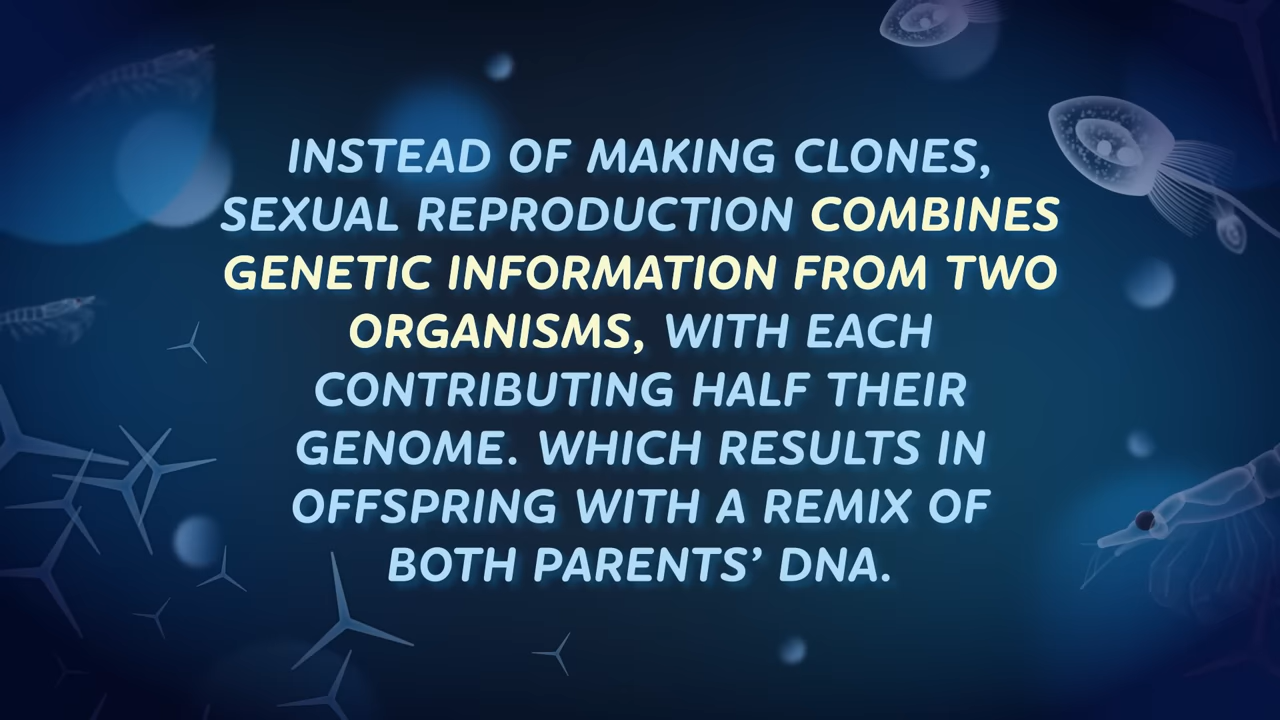 INSTEAD OF MAKING CLONES,
SEXUAL REPRODUCTION COMBINES
GENETIC INFORMATION FROM TWO
ORGANISMS, WITH EACH
CONTRIBUTING HALF THEIR
GENOME. WHICH RESULTS IN
OFFSPRING WITH A REMIX OF
BOTH PARENTS’ DNA.